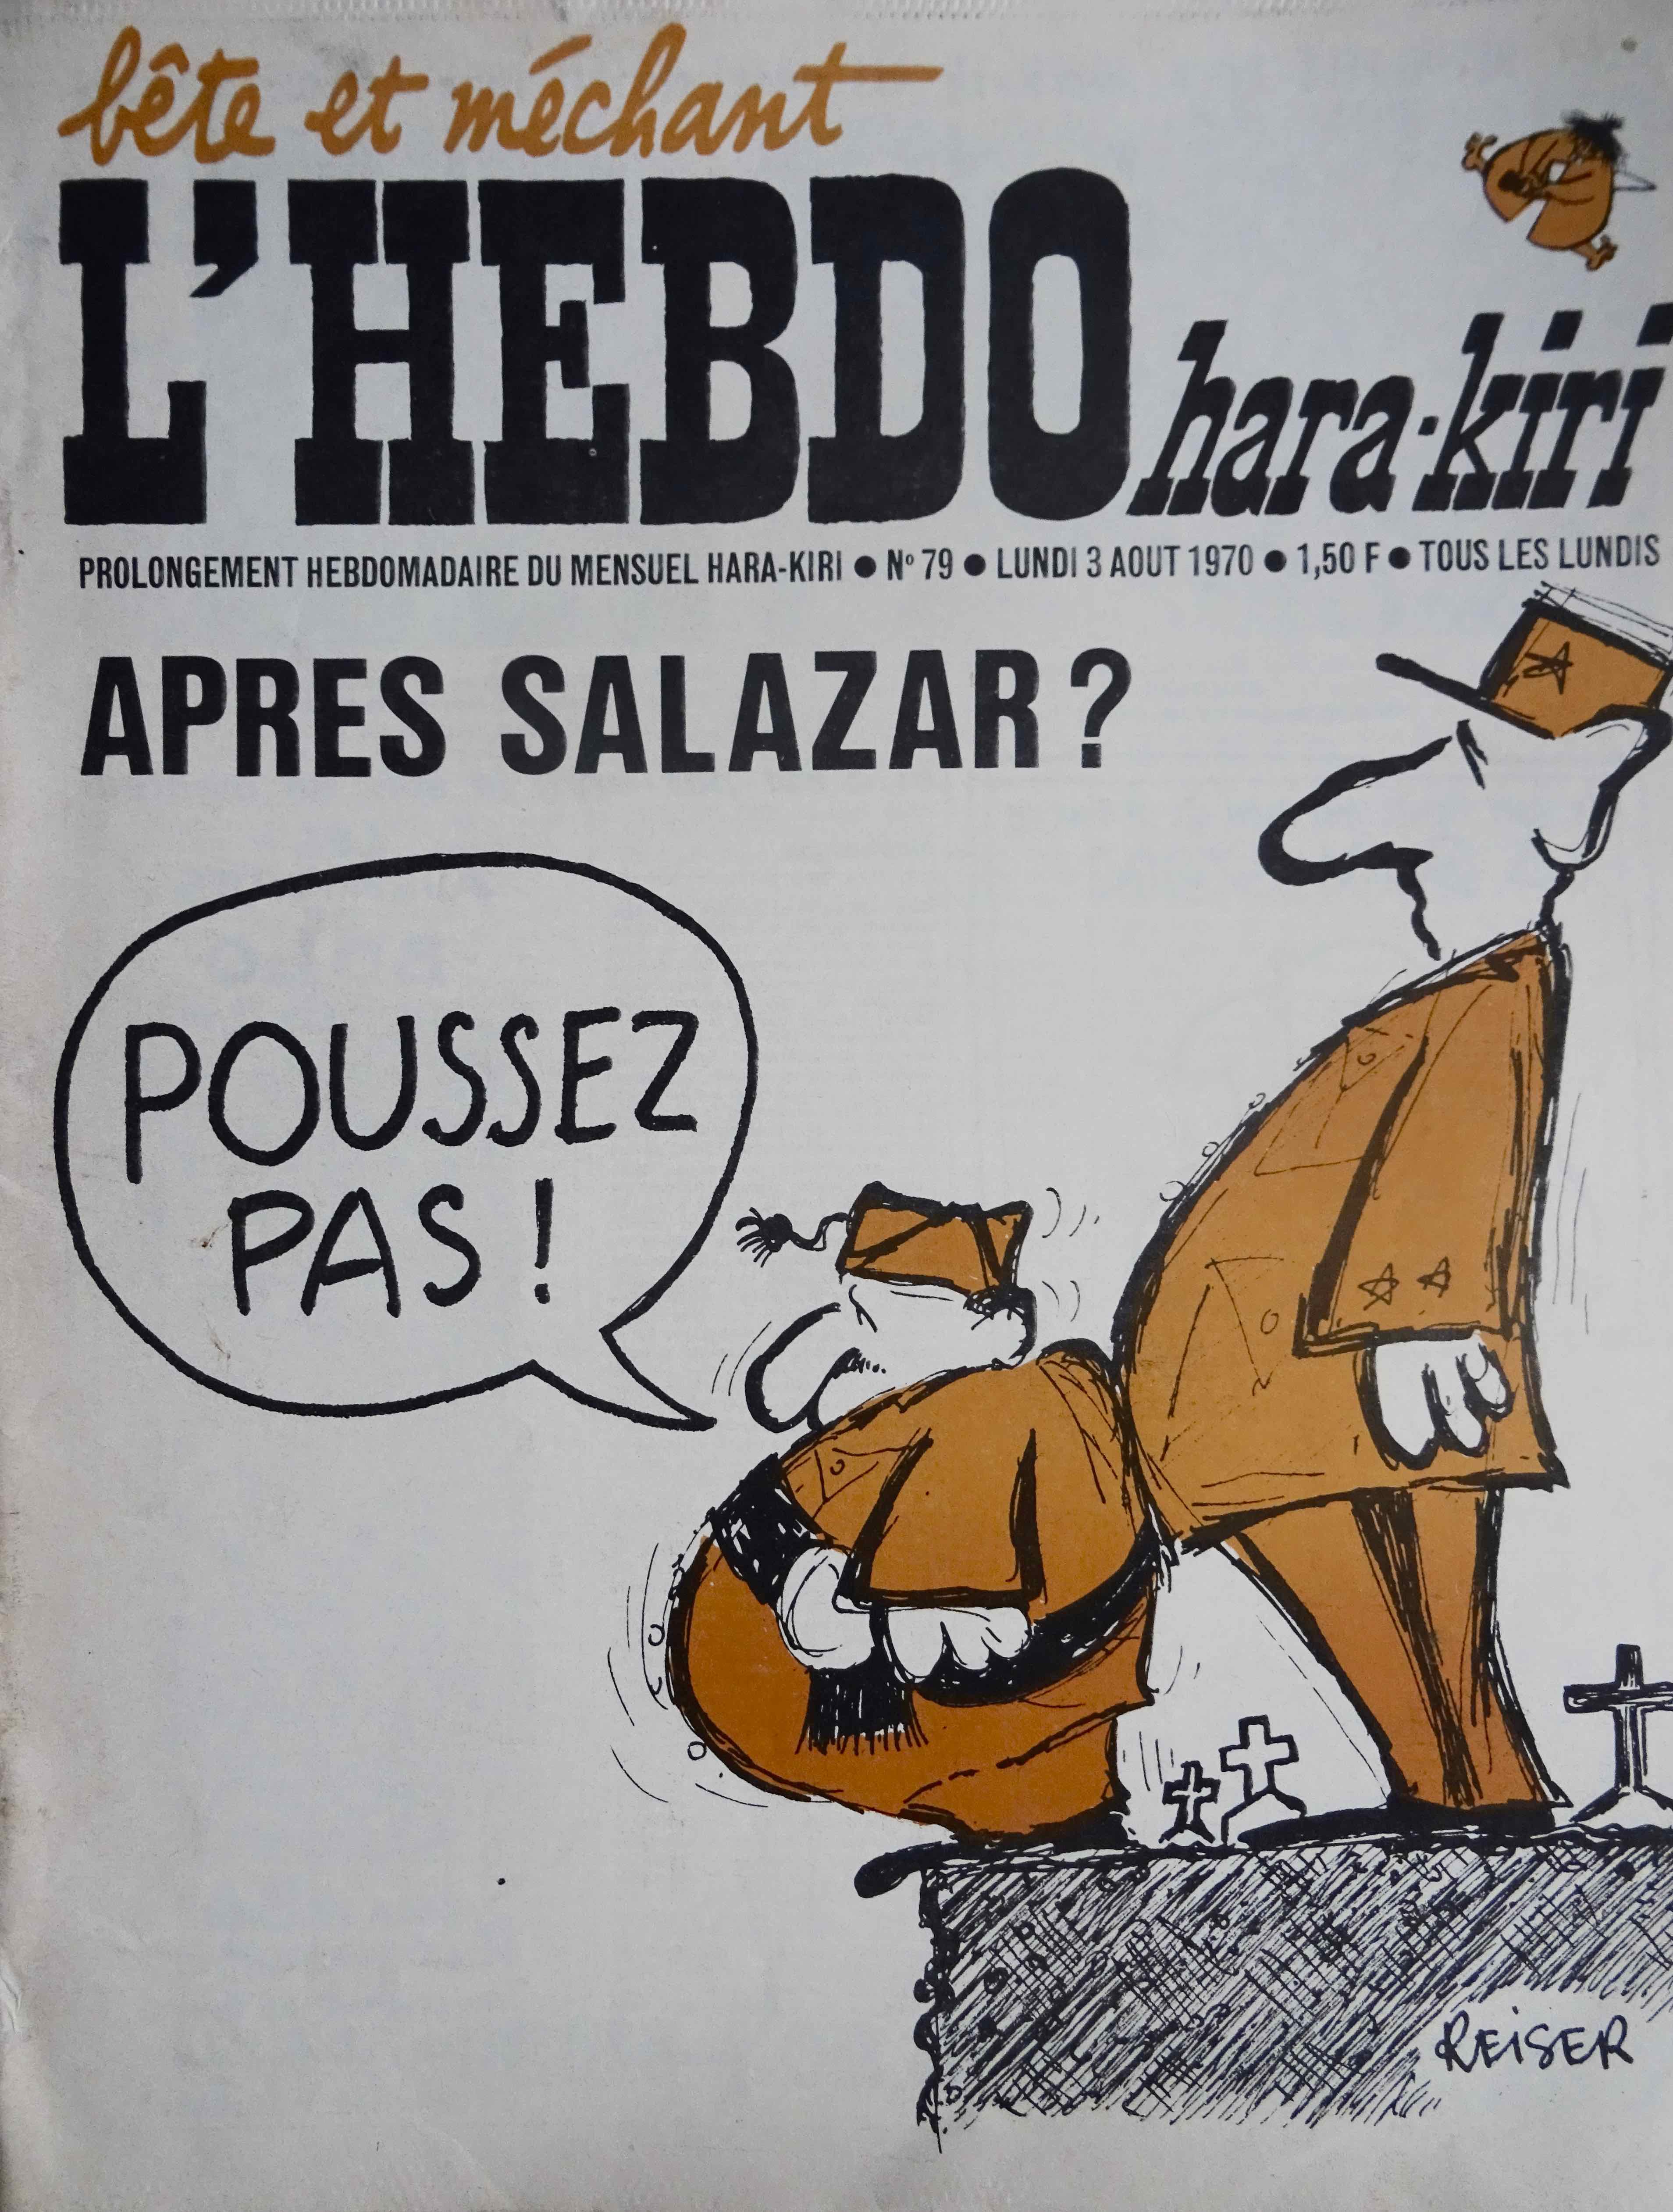 bête et méchant
L'HEBDO hara-kiri
PROLONGEMENT HEBDOMADAIRE DU MENSUEL HARA-KIRI ● Nº 79 ● LUNDI 3 AOUT 1970 ● 1,50 F ● TOUS LES LUNDIS
APRES SALAZAR ?
POUSSEZ
PAS !
REISER